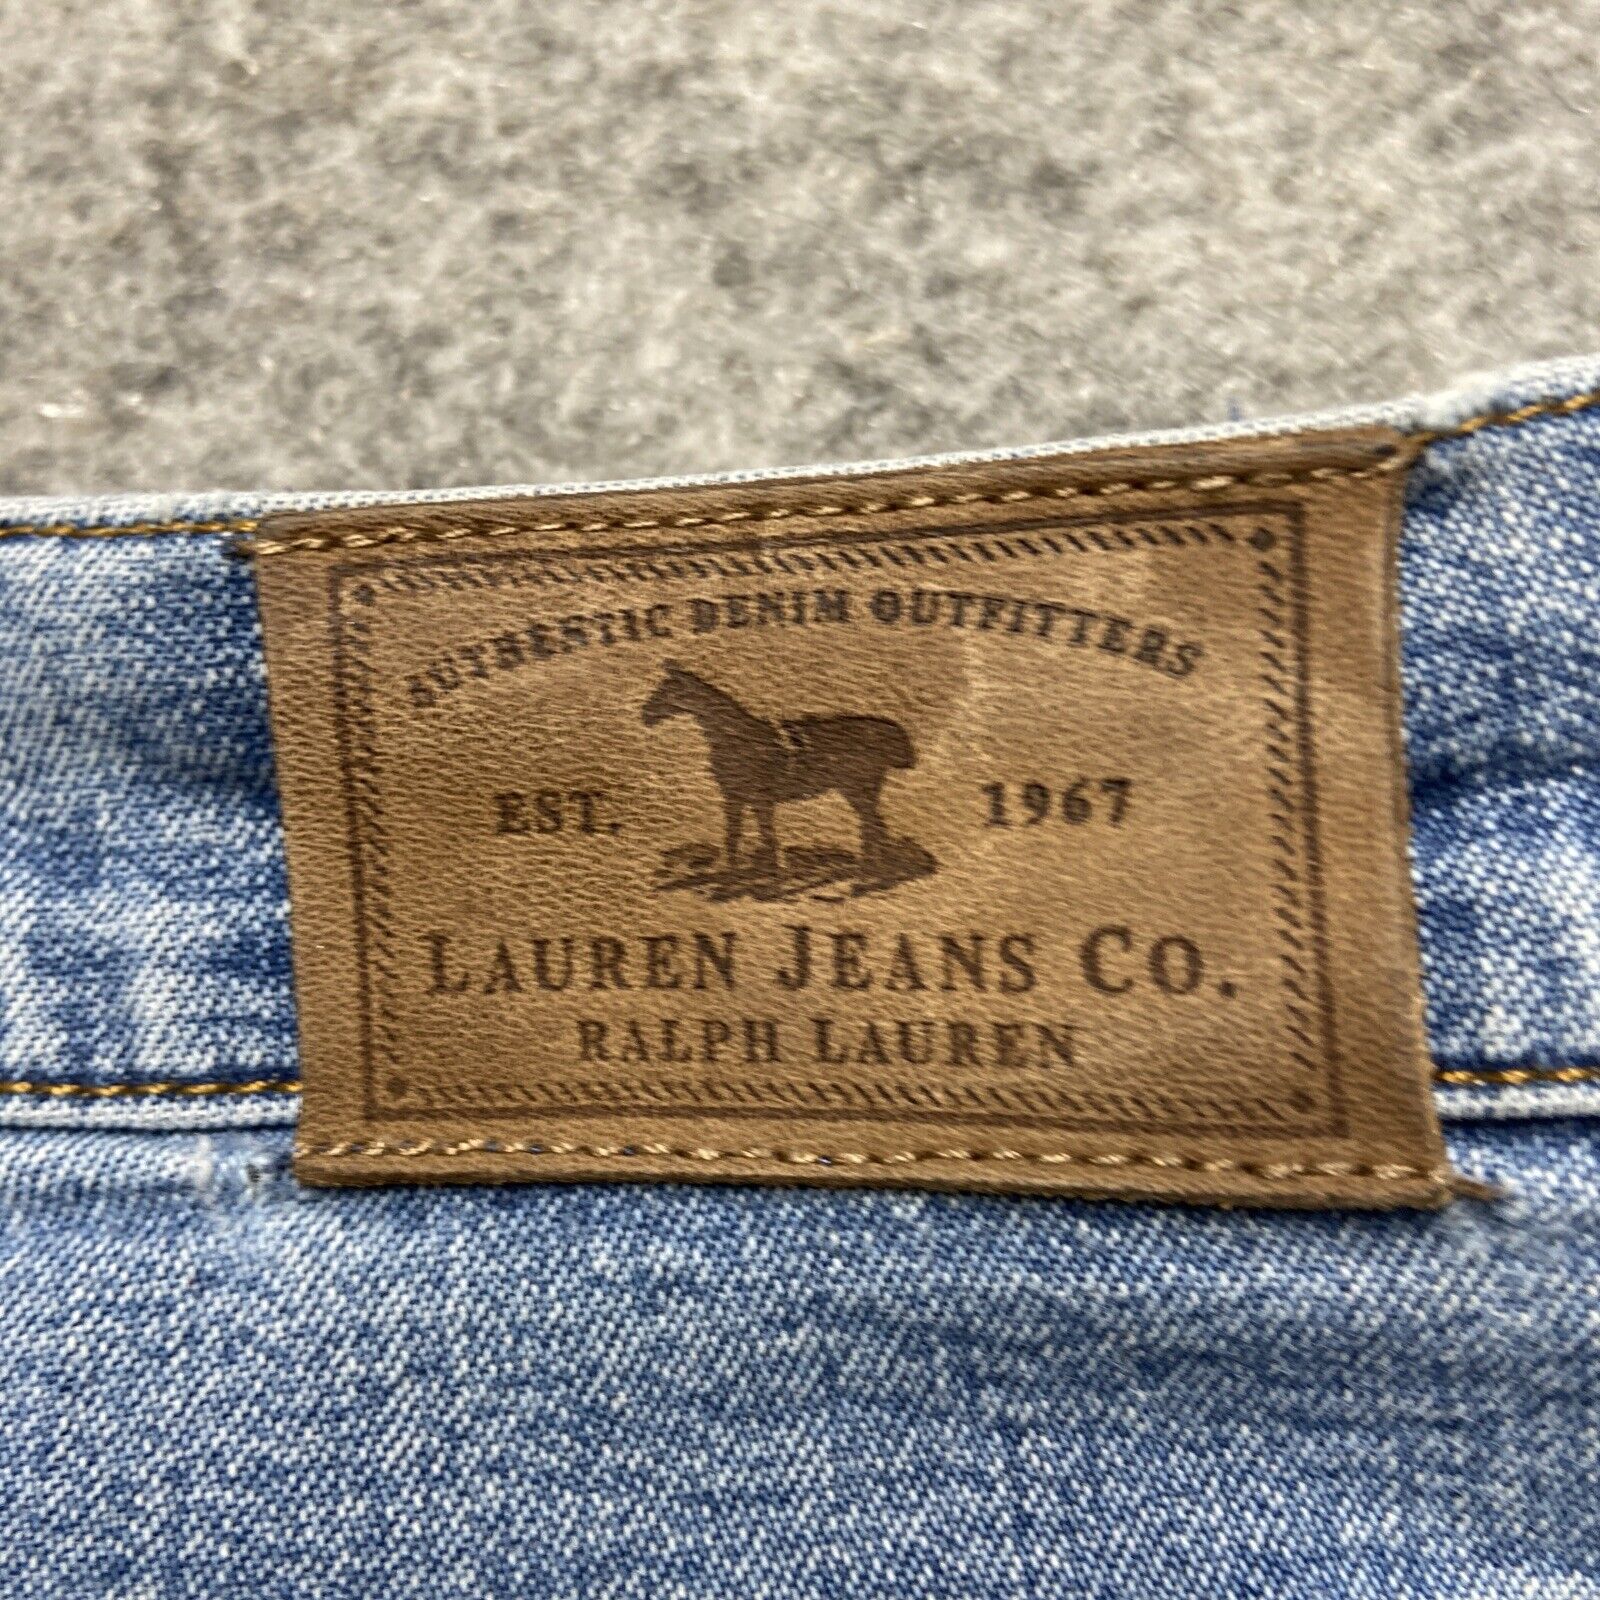 AUTHENTIC DENIM OUTFITTERS
EST. 1967
LAUREN JEANS CO.
RALPH LAUREN